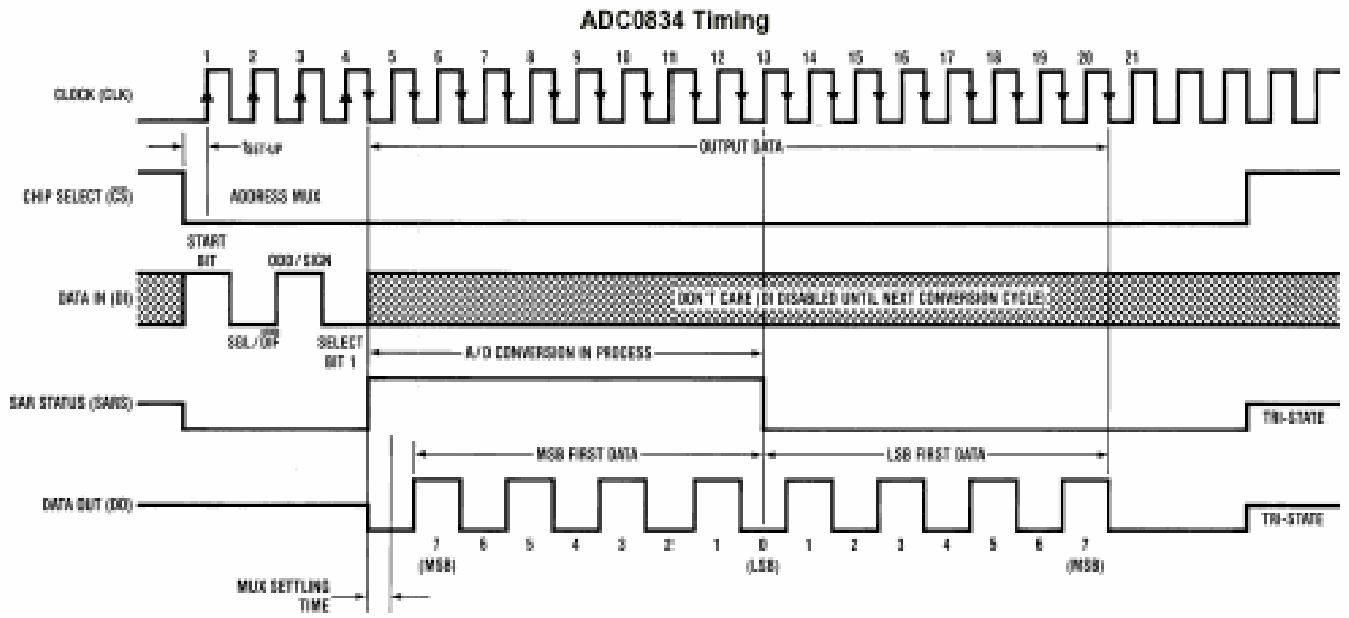 ADC0834 Timing
1 2 3 4 5 6 7 8 9 10 11 12 13 14 15 16 17 18 19 20 21
CLOCK (CLK)
tSET-UP
OUTPUT DATA
CHIP SELECT (CS)
ADDRESS MUX
START
BIT
ODD/SIGN
DATA IN (DI)
DON'T CARE (DI DISABLED UNTIL NEXT CONVERSION CYCLE)
SGL/DIF
SELECT
BIT 1
A/D CONVERSION IN PROCESS
SAR STATUS (SARS)
TRI-STATE
MSB FIRST DATA
LSB FIRST DATA
DATA OUT (DO)
TRI-STATE
7 6 5 4 3 2 1 0 1 2 3 4 5 6 7
(MSB) (LSB) (MSB)
MUX SETTLING
TIME